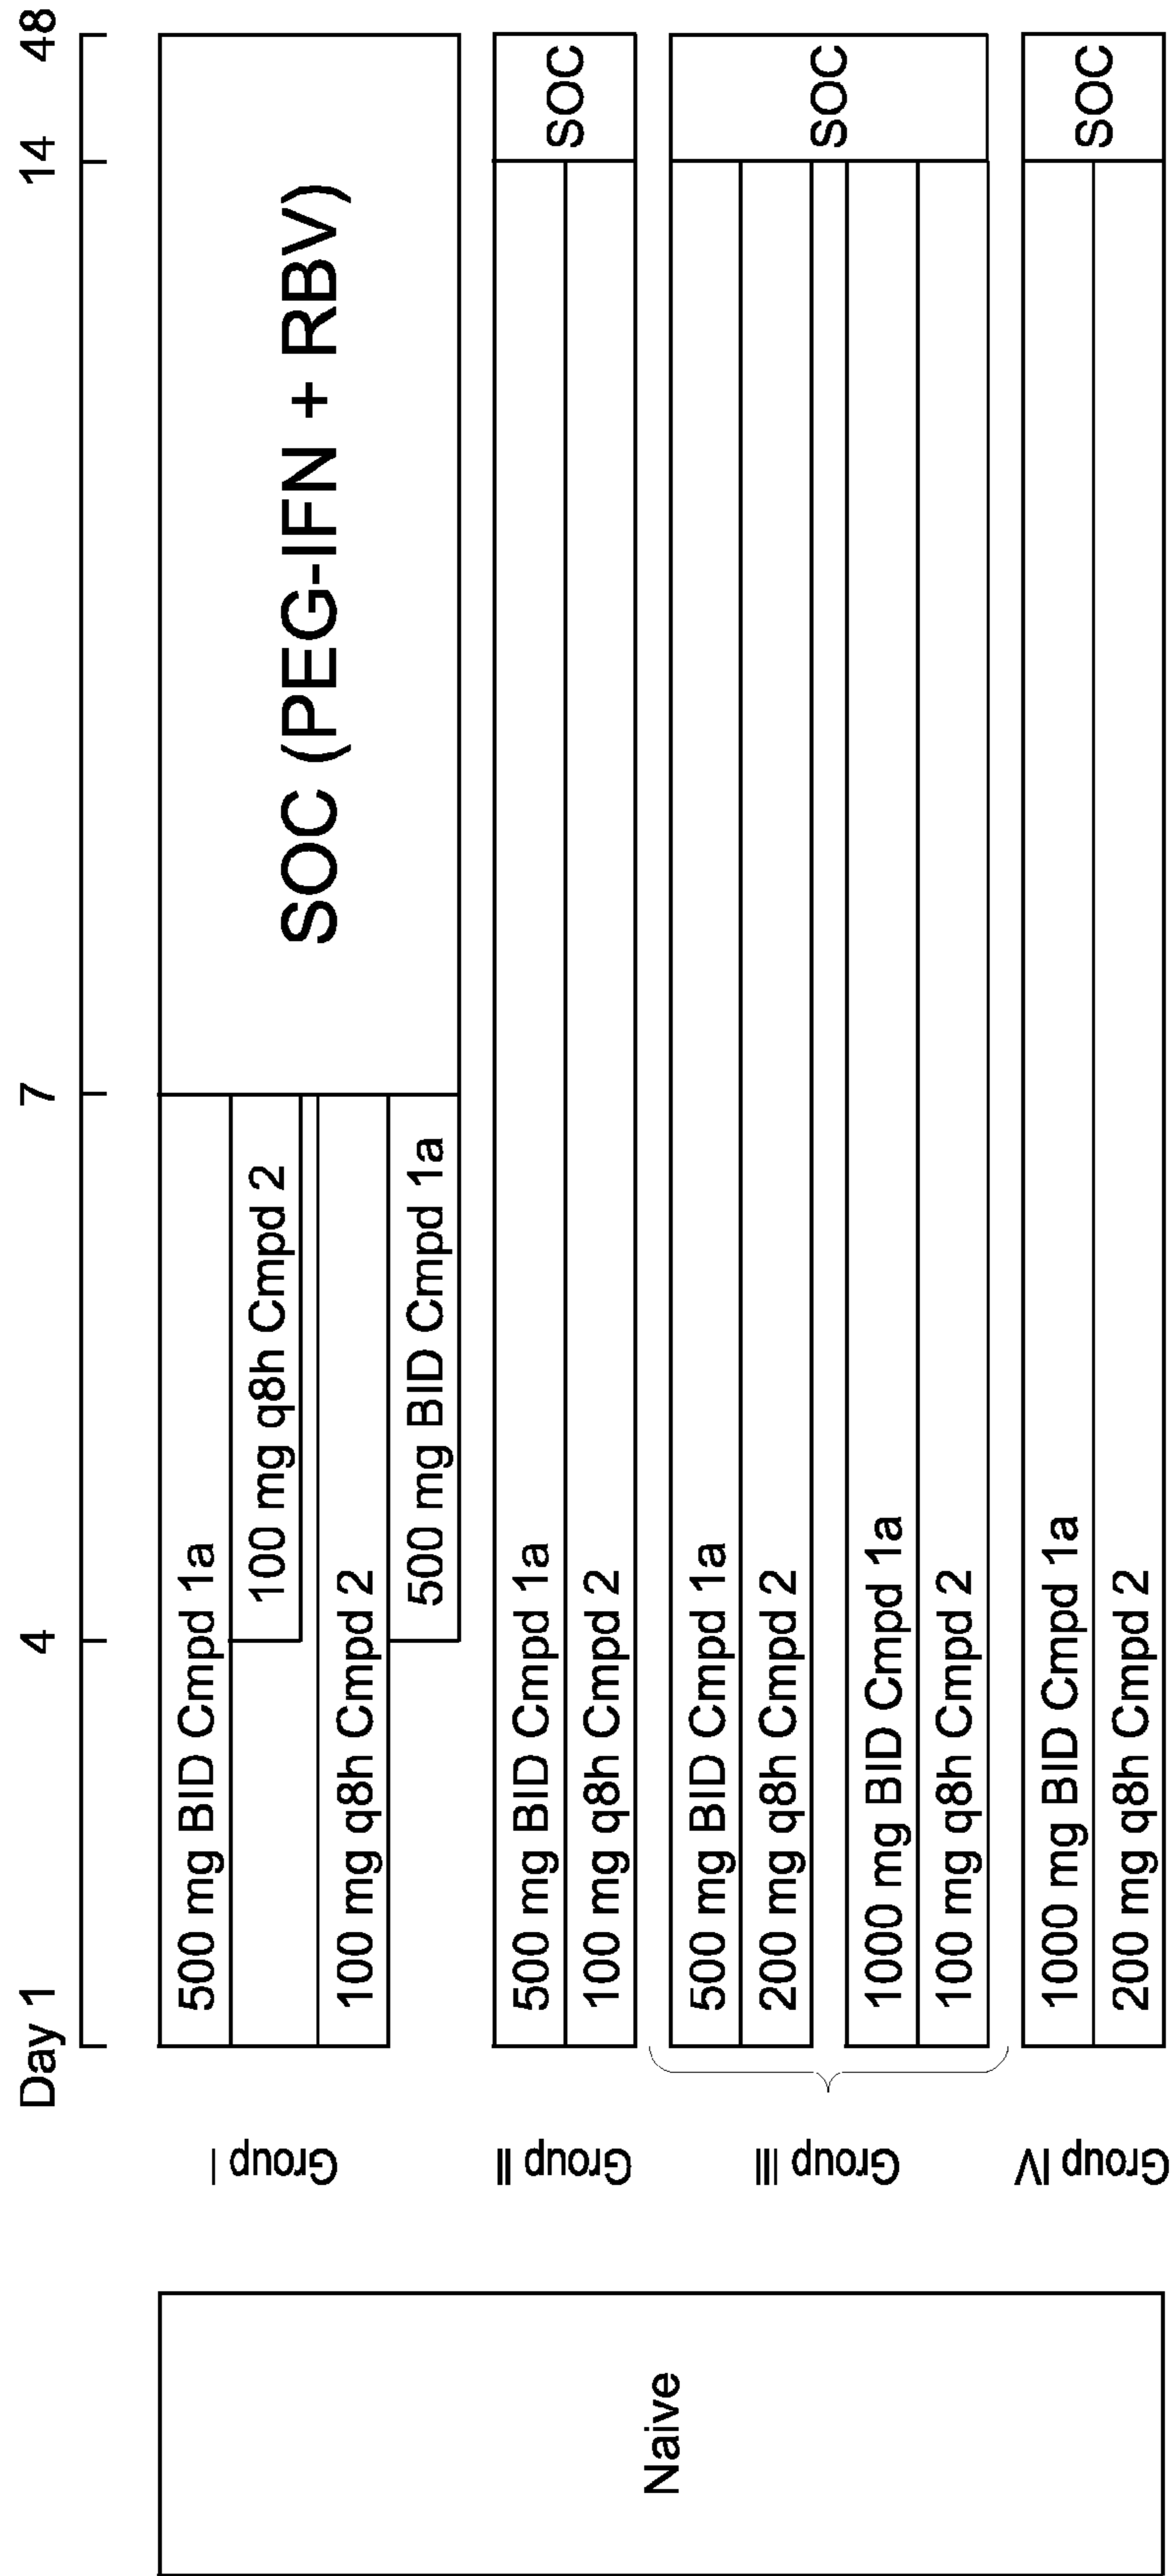 Day 1
4
7
14
48
Naive
Group I
500 mg BID Cmpd 1a
100 mg q8h Cmpd 2
100 mg q8h Cmpd 2
500 mg BID Cmpd 1a
SOC (PEG-IFN + RBV)
Group II
500 mg BID Cmpd 1a
100 mg q8h Cmpd 2
SOC
Group III
500 mg BID Cmpd 1a
200 mg q8h Cmpd 2
1000 mg BID Cmpd 1a
100 mg q8h Cmpd 2
SOC
Group IV
1000 mg BID Cmpd 1a
200 mg q8h Cmpd 2
SOC